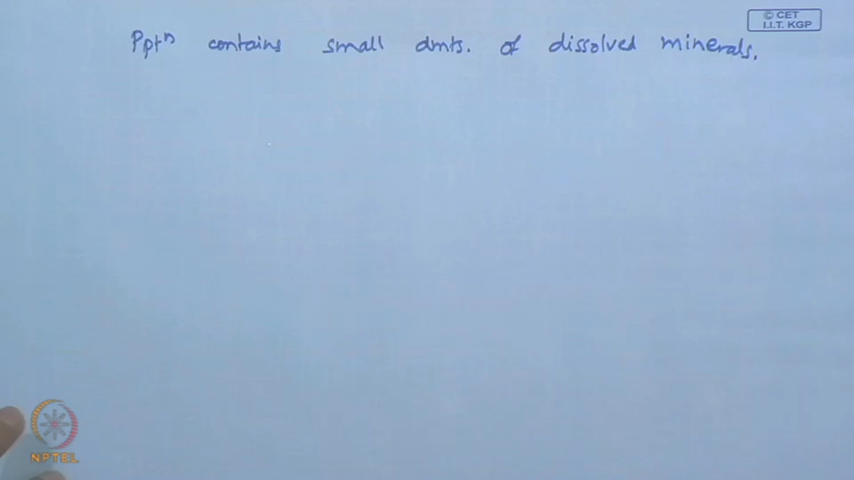 Pptⁿ contains small amts. of dissolved minerals.
© CET
I.I.T. KGP
NPTEL